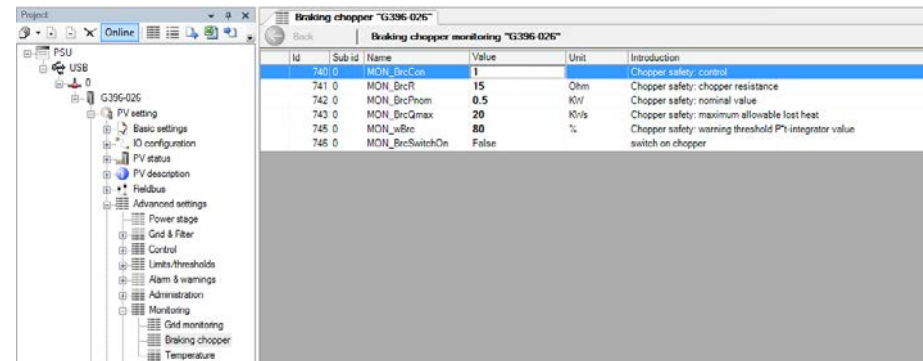 Project
Online
PSU
USB
0
G396-026
PV setting
Basic settings
IO configuration
PV status
PV description
Fieldbus
Advanced settings
Power stage
Grid & Filter
Control
Limits/thresholds
Alarm & warnings
Administration
Monitoring
Grid monitoring
Braking chopper
Temperature
Braking chopper "G396-026"
Back Braking chopper monitoring "G396-026"
Id Sub id Name Value Unit Introduction
740 0 MON_BrcCon 1 Chopper safety: control
741 0 MON_BrcR 15 Ohm Chopper safety: chopper resistance
742 0 MON_BrcPnom 0.5 KW Chopper safety: nominal value
743 0 MON_BrcQmax 20 KWs Chopper safety: maximum allowable lost heat
745 0 MON_wBrc 80 % Chopper safety: warning threshold P*t-integrator value
746 0 MON_BrcSwitchOn False switch on chopper